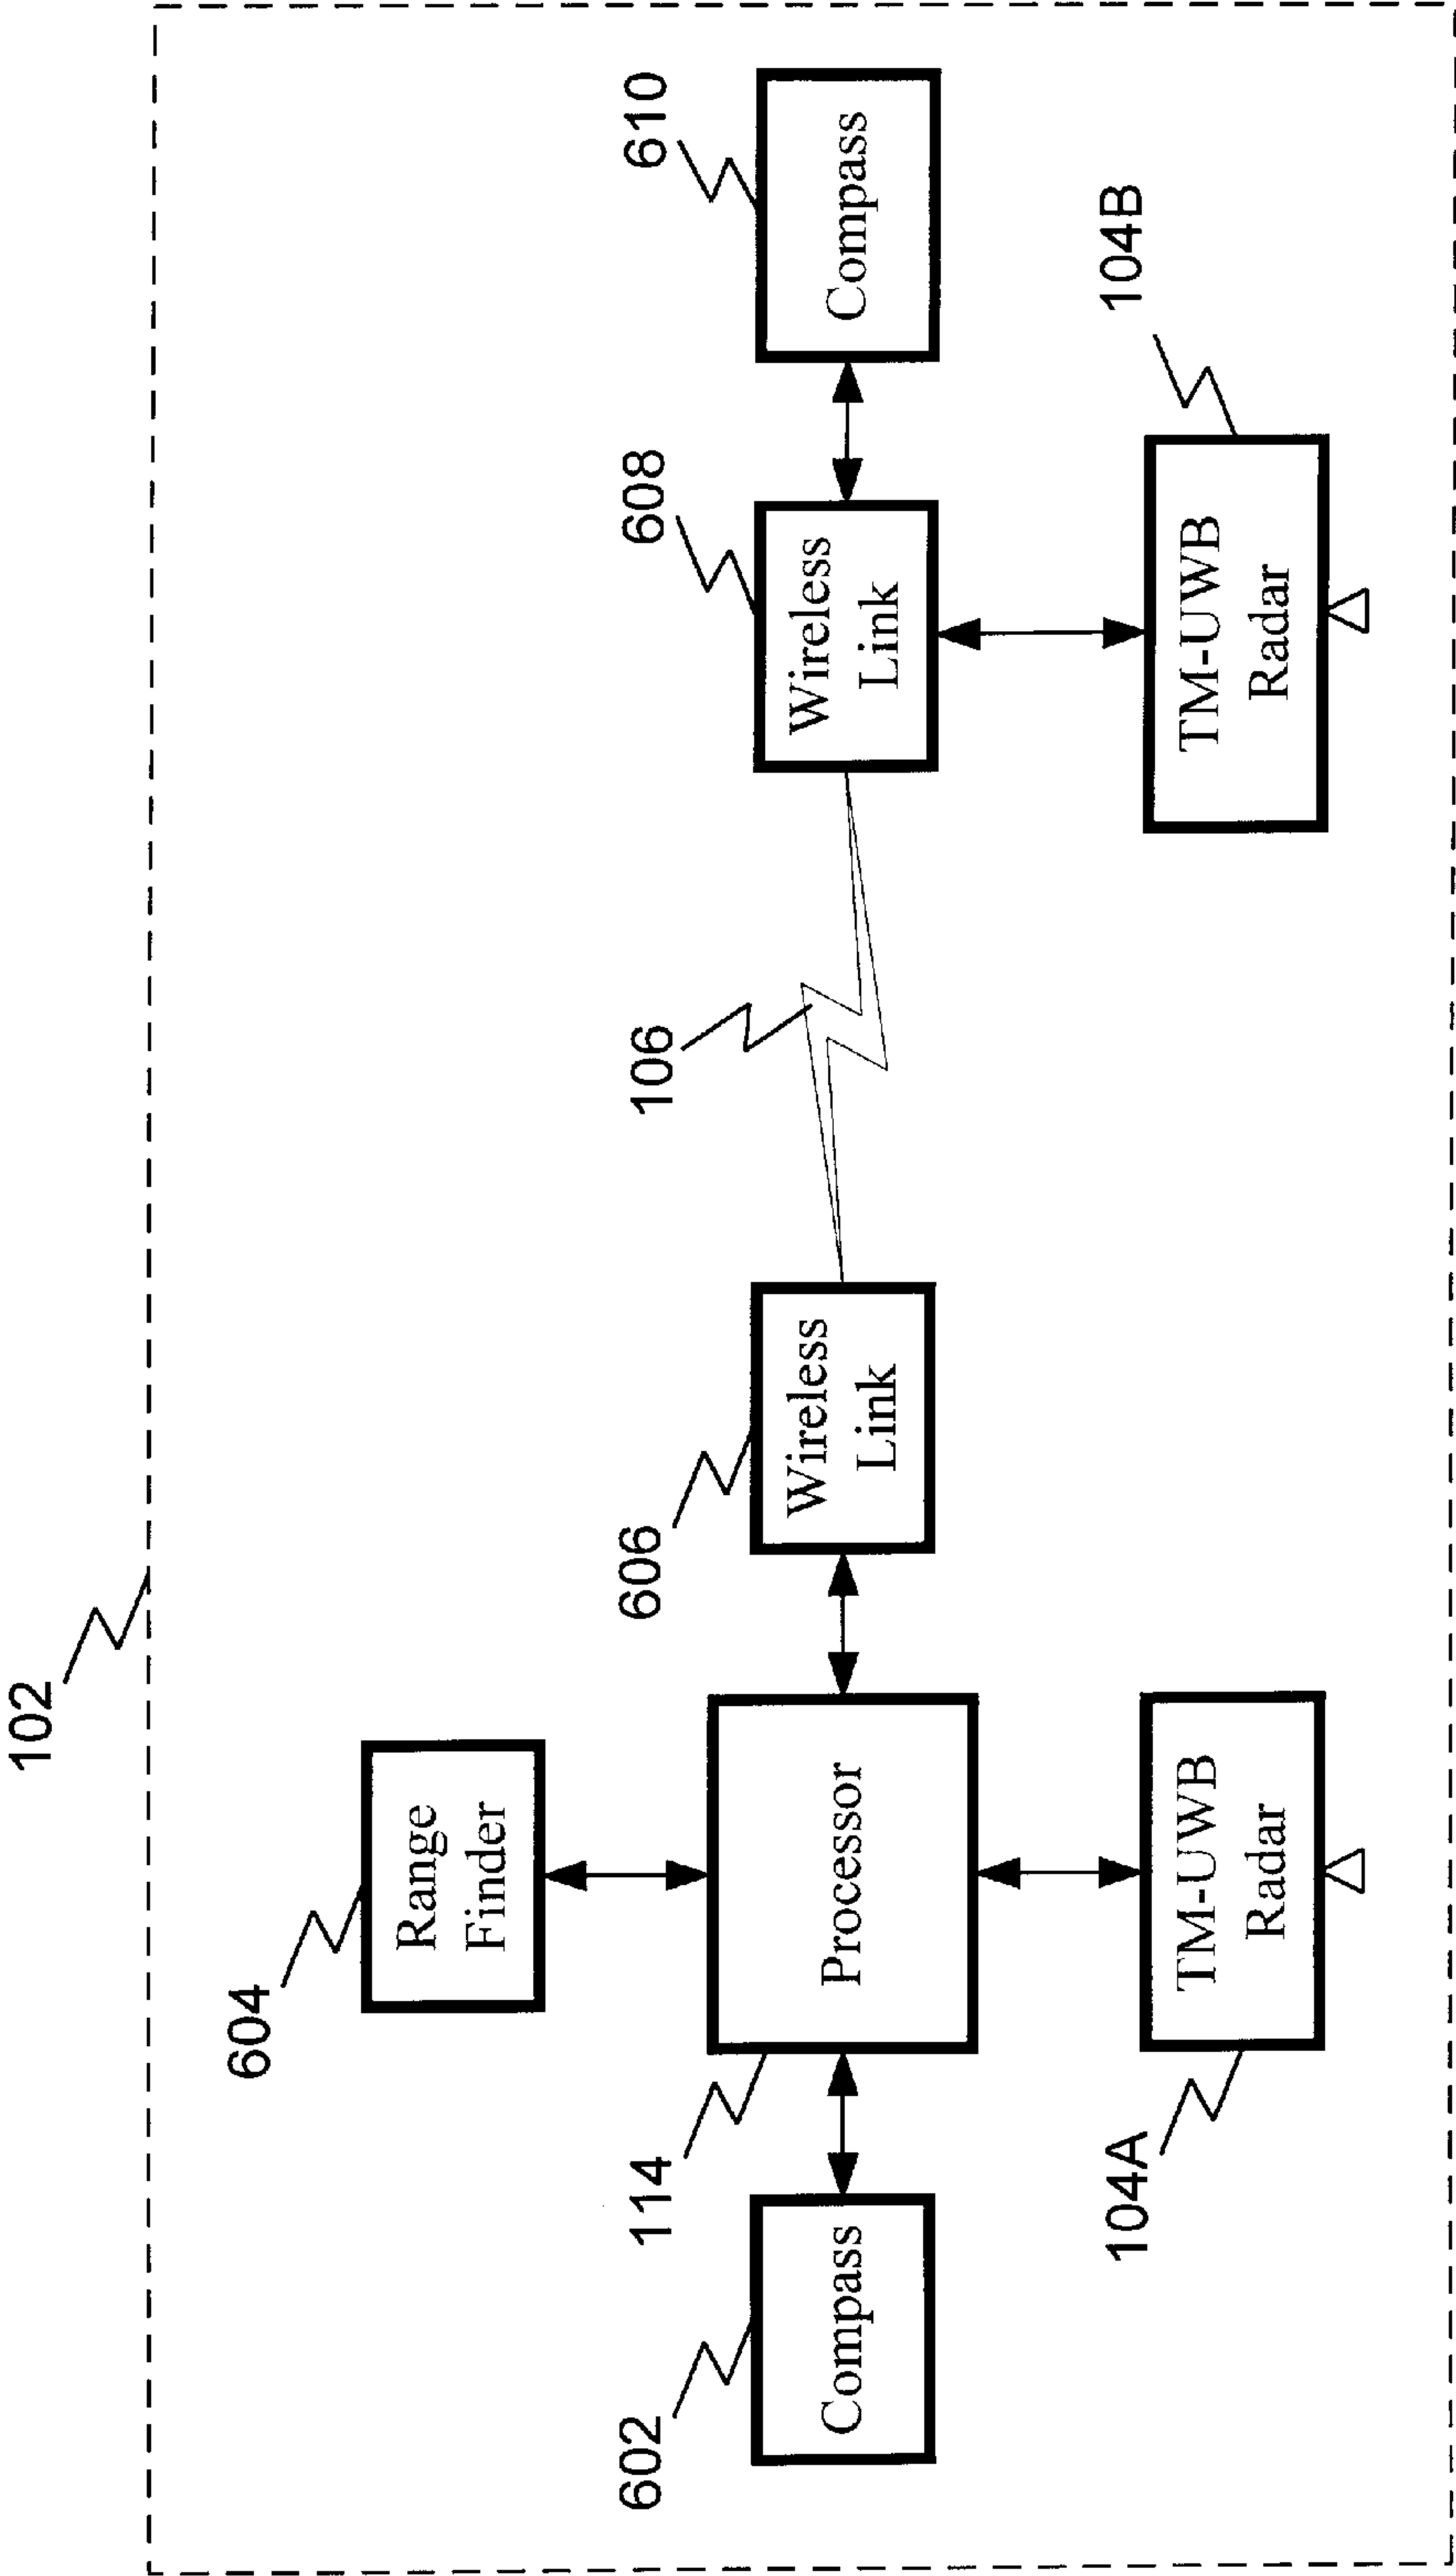 102
604
Range
Finder
602
Compass
114
Processor
606
Wireless
Link
106
608
Wireless
Link
610
Compass
104A
TM-UWB
Radar
104B
TM-UWB
Radar